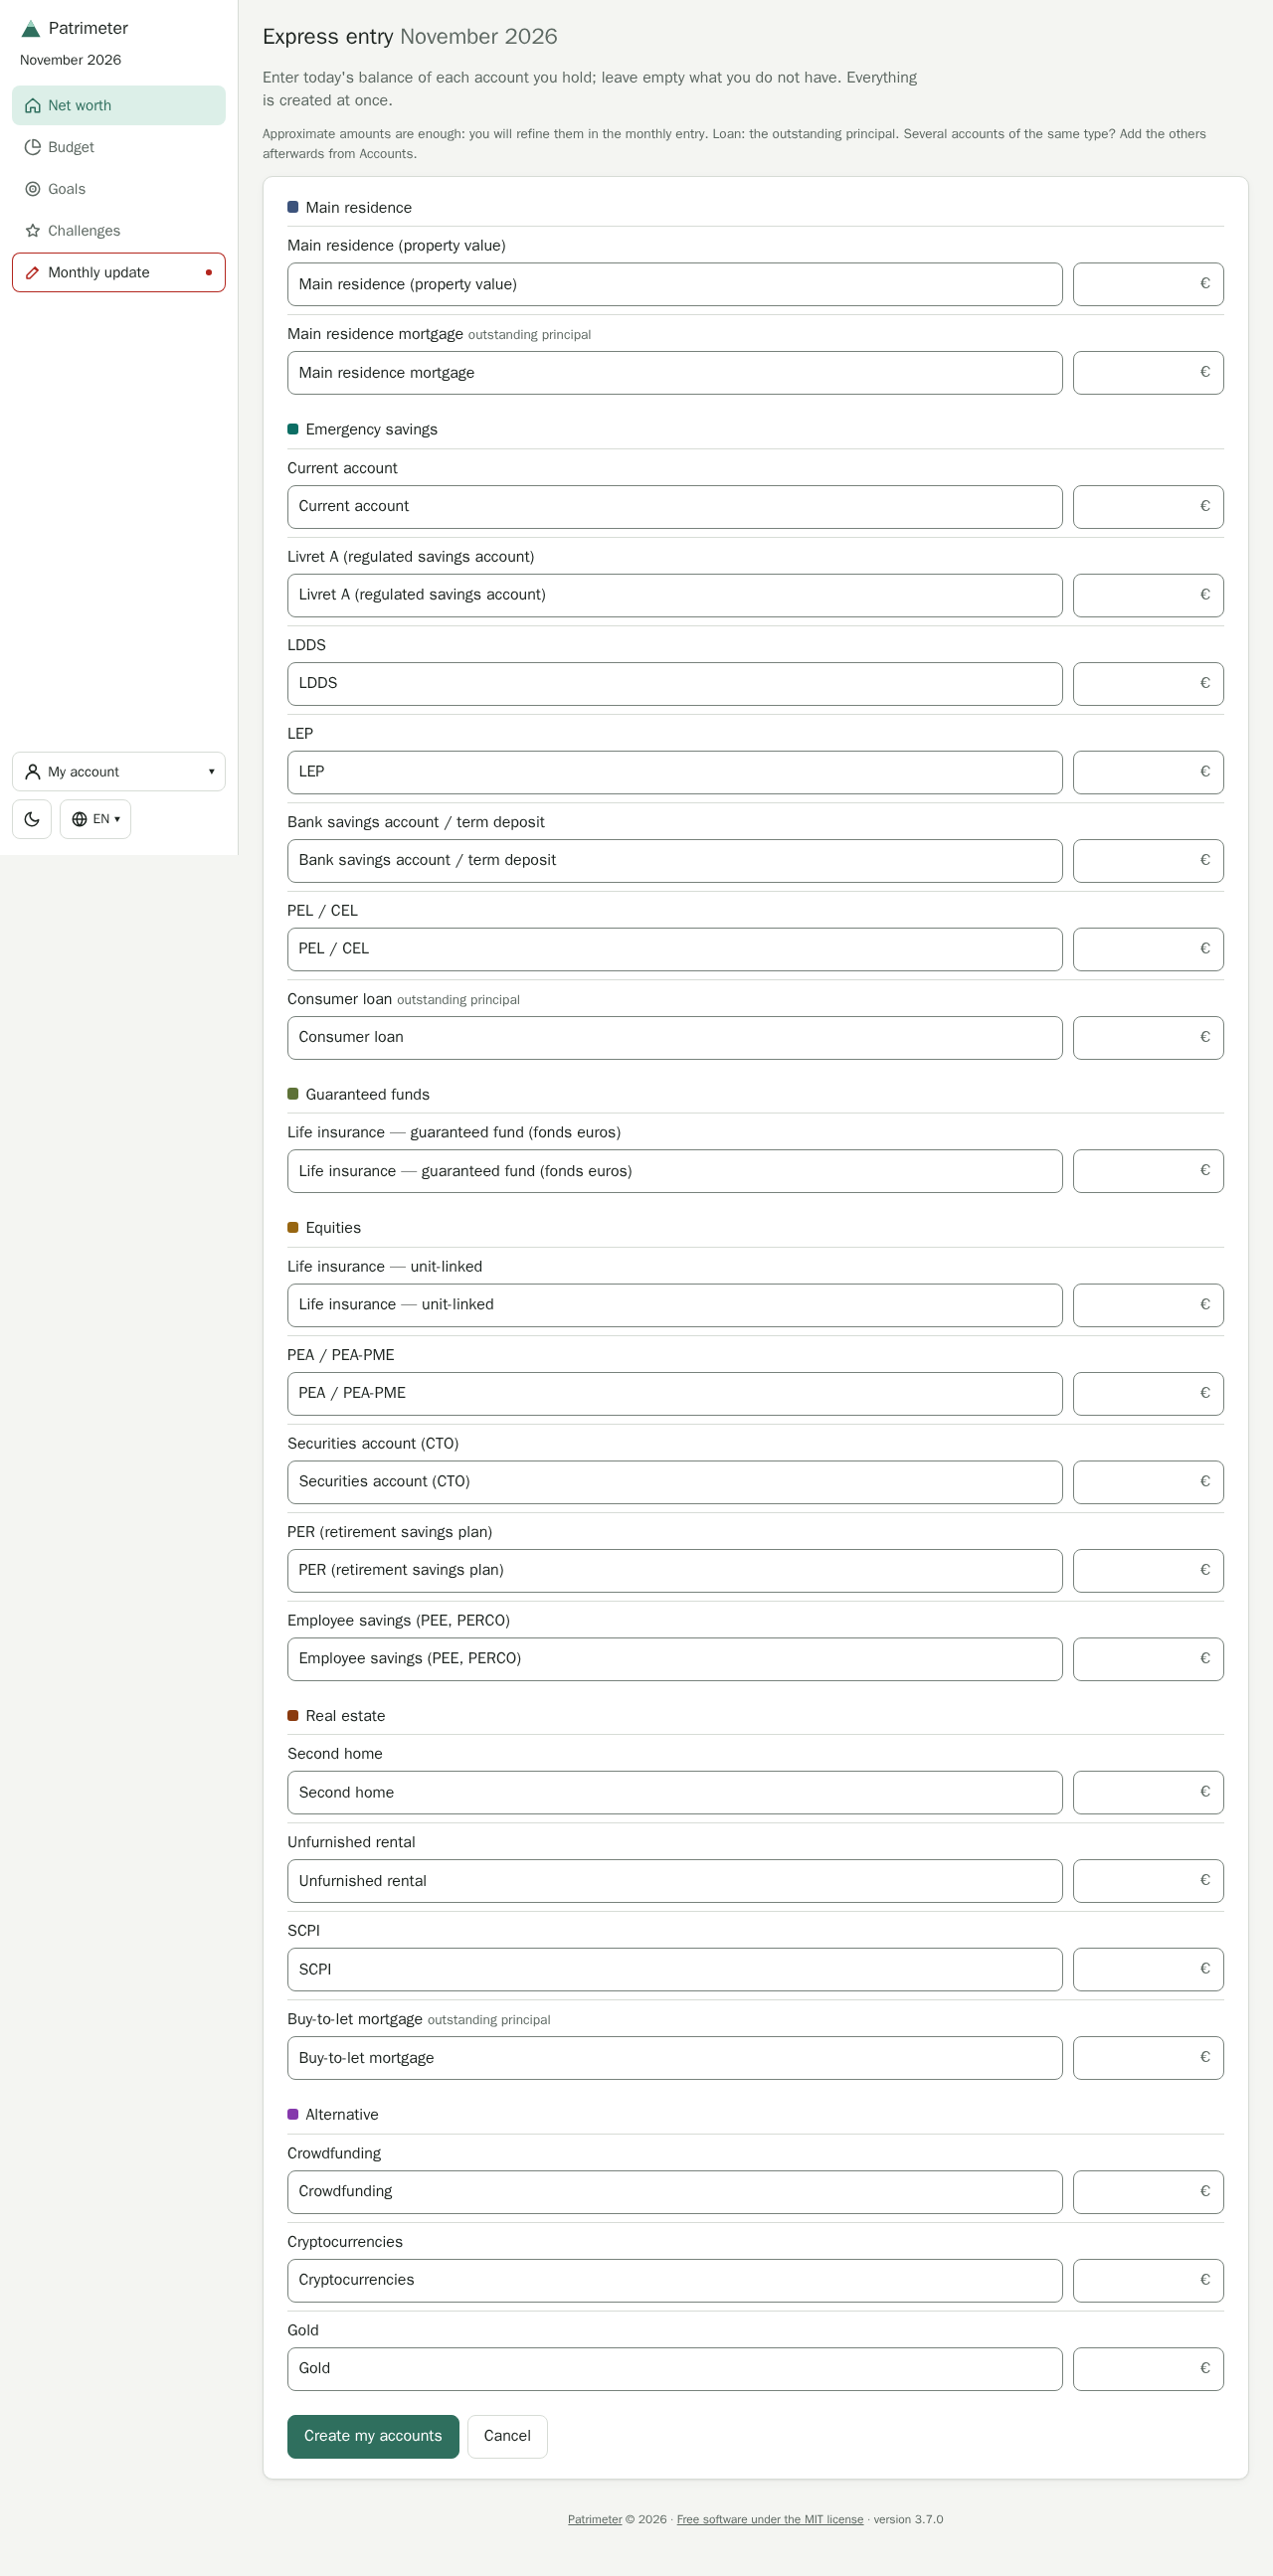 Patrimeter
November 2026
Net worth
Budget
Goals
Challenges
Monthly update
My account ▾
EN ▾
Express entry November 2026
Enter today's balance of each account you hold; leave empty what you do not have. Everything
is created at once.
Approximate amounts are enough: you will refine them in the monthly entry. Loan: the outstanding principal. Several accounts of the same type? Add the others
afterwards from Accounts.
Main residence
Main residence (property value)
Main residence (property value) €
Main residence mortgage outstanding principal
Main residence mortgage €
Emergency savings
Current account
Current account €
Livret A (regulated savings account)
Livret A (regulated savings account) €
LDDS
LDDS €
LEP
LEP €
Bank savings account / term deposit
Bank savings account / term deposit €
PEL / CEL
PEL / CEL €
Consumer loan outstanding principal
Consumer loan €
Guaranteed funds
Life insurance — guaranteed fund (fonds euros)
Life insurance — guaranteed fund (fonds euros) €
Equities
Life insurance — unit-linked
Life insurance — unit-linked €
PEA / PEA-PME
PEA / PEA-PME €
Securities account (CTO)
Securities account (CTO) €
PER (retirement savings plan)
PER (retirement savings plan) €
Employee savings (PEE, PERCO)
Employee savings (PEE, PERCO) €
Real estate
Second home
Second home €
Unfurnished rental
Unfurnished rental €
SCPI
SCPI €
Buy-to-let mortgage outstanding principal
Buy-to-let mortgage €
Alternative
Crowdfunding
Crowdfunding €
Cryptocurrencies
Cryptocurrencies €
Gold
Gold €
Create my accounts Cancel
Patrimeter © 2026 · Free software under the MIT license · version 3.7.0